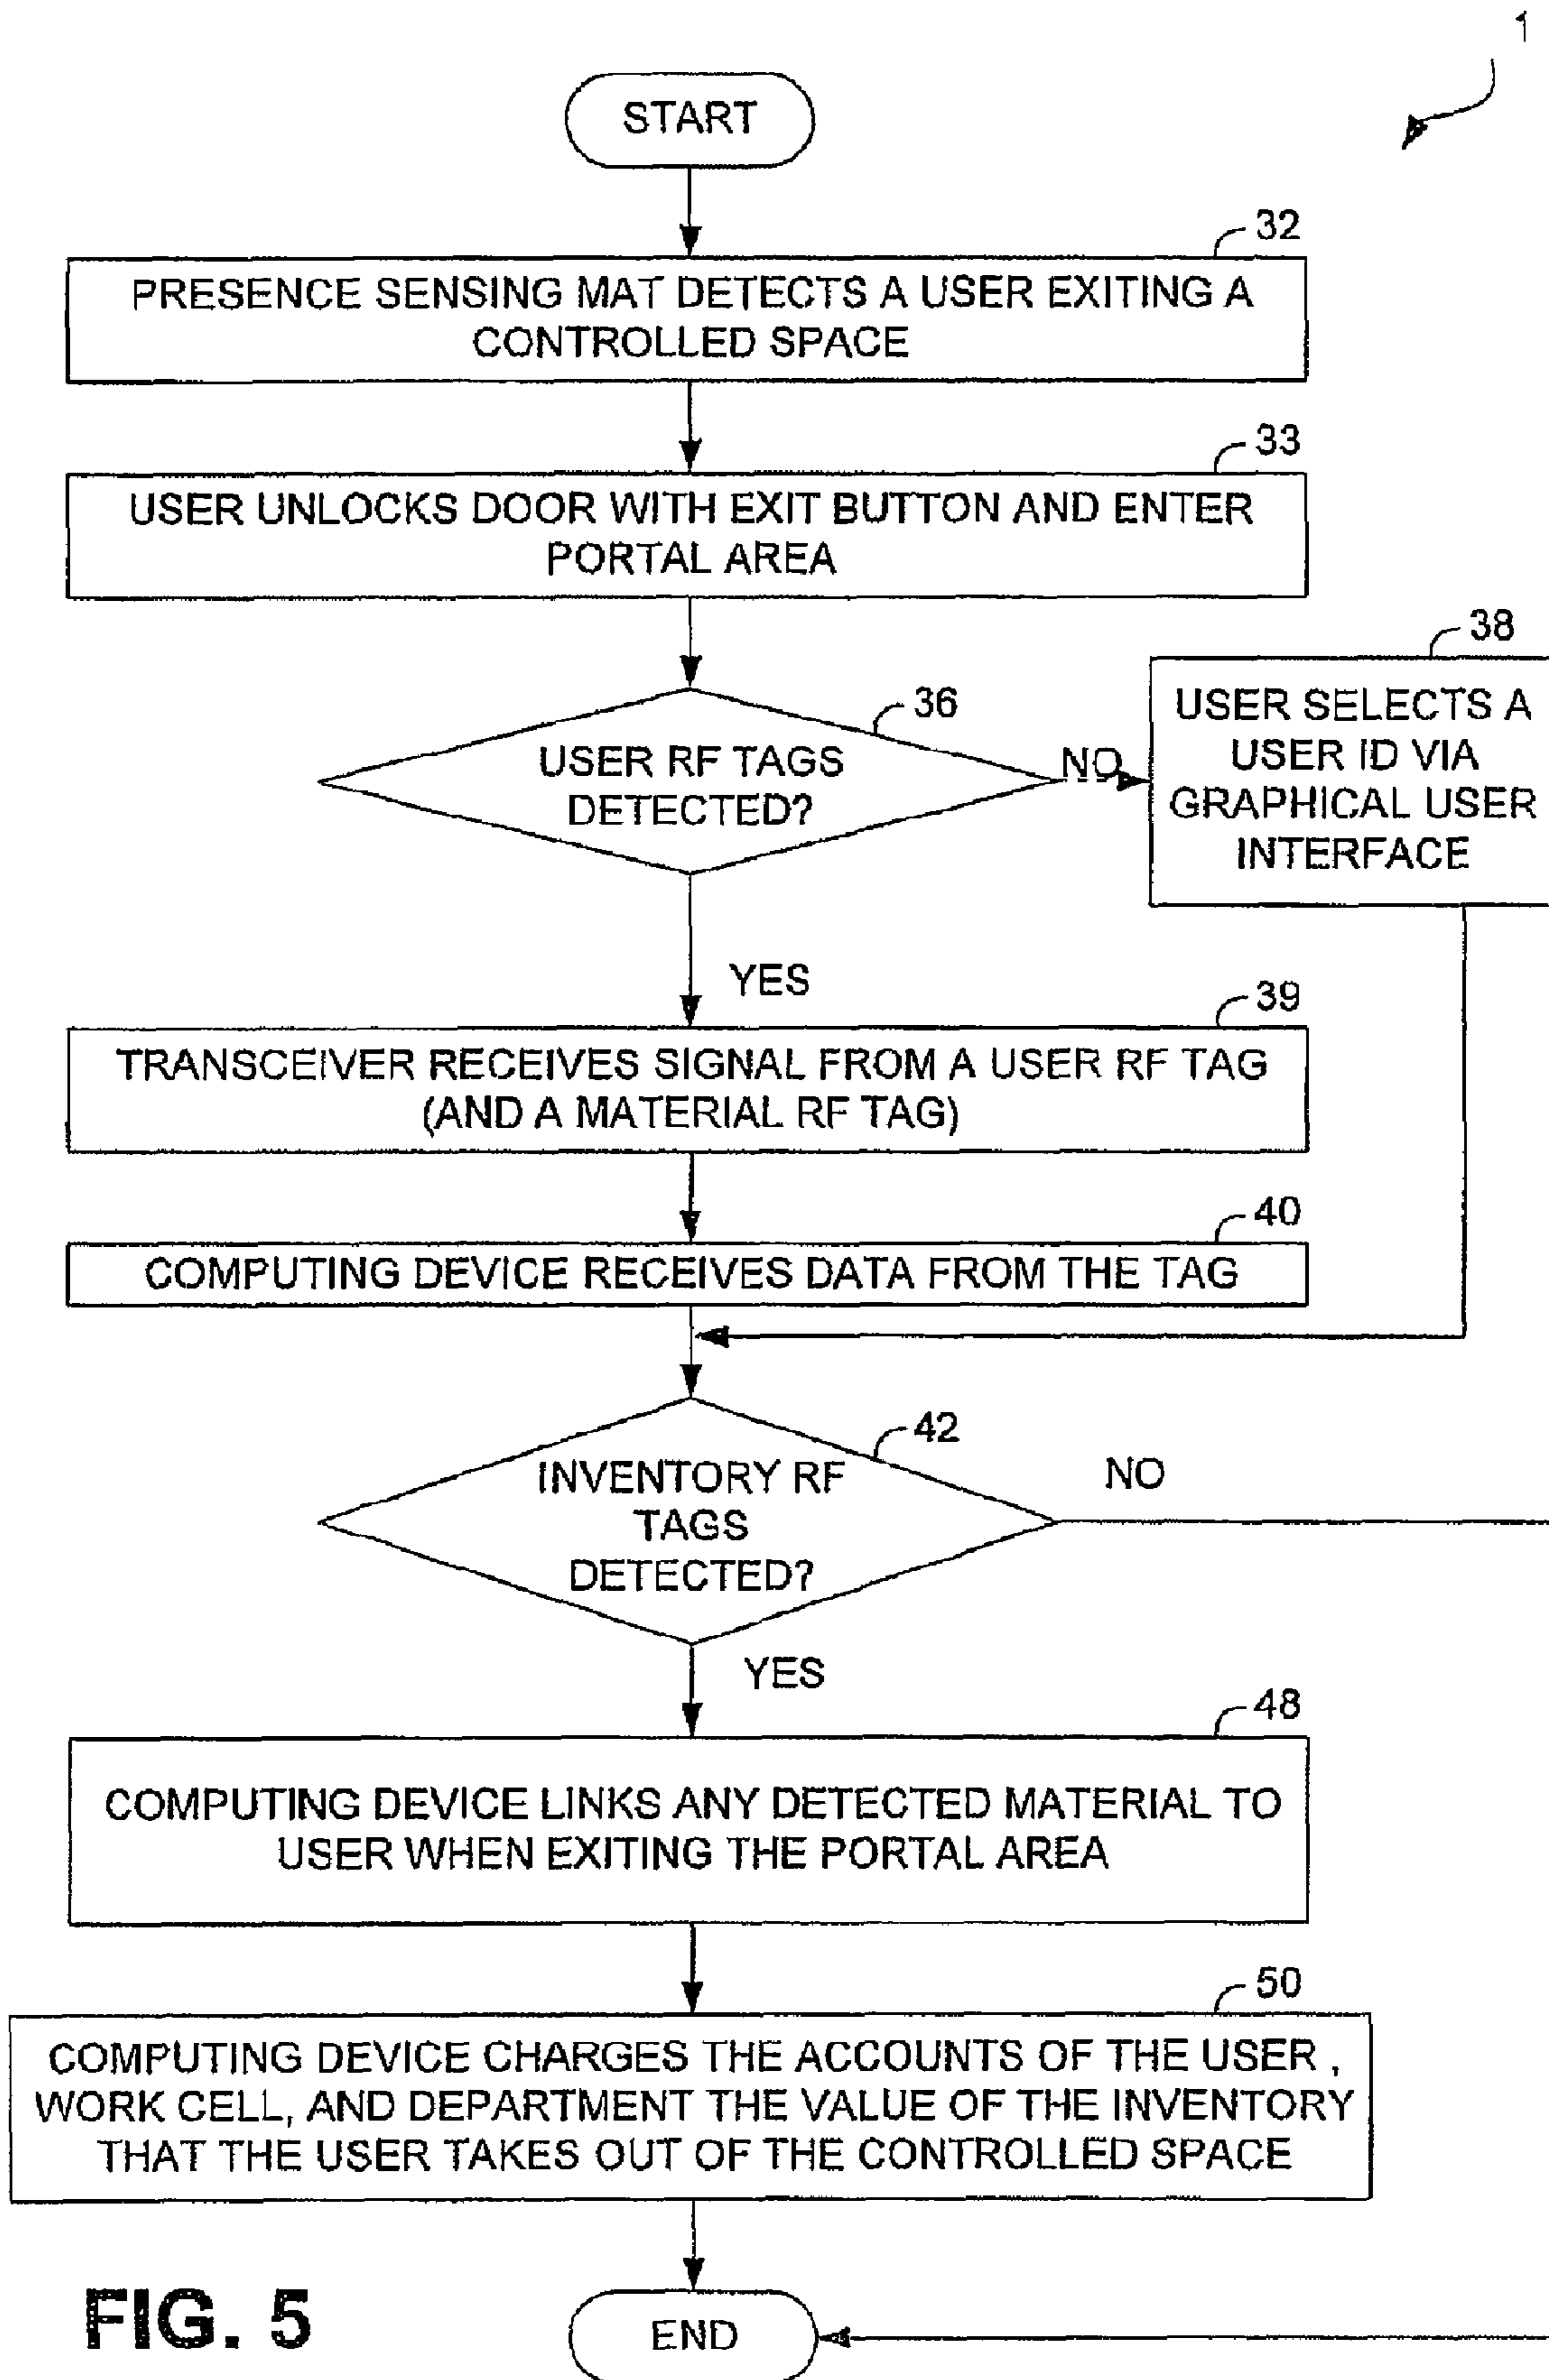 1
START
32
PRESENCE SENSING MAT DETECTS A USER EXITING A
CONTROLLED SPACE
33
USER UNLOCKS DOOR WITH EXIT BUTTON AND ENTER
PORTAL AREA
36
USER RF TAGS
DETECTED?
NO
38
USER SELECTS A
USER ID VIA
GRAPHICAL USER
INTERFACE
YES
39
TRANSCEIVER RECEIVES SIGNAL FROM A USER RF TAG
(AND A MATERIAL RF TAG)
40
COMPUTING DEVICE RECEIVES DATA FROM THE TAG
42
INVENTORY RF
TAGS
DETECTED?
NO
YES
48
COMPUTING DEVICE LINKS ANY DETECTED MATERIAL TO
USER WHEN EXITING THE PORTAL AREA
50
COMPUTING DEVICE CHARGES THE ACCOUNTS OF THE USER ,
WORK CELL, AND DEPARTMENT THE VALUE OF THE INVENTORY
THAT THE USER TAKES OUT OF THE CONTROLLED SPACE
END
FIG. 5